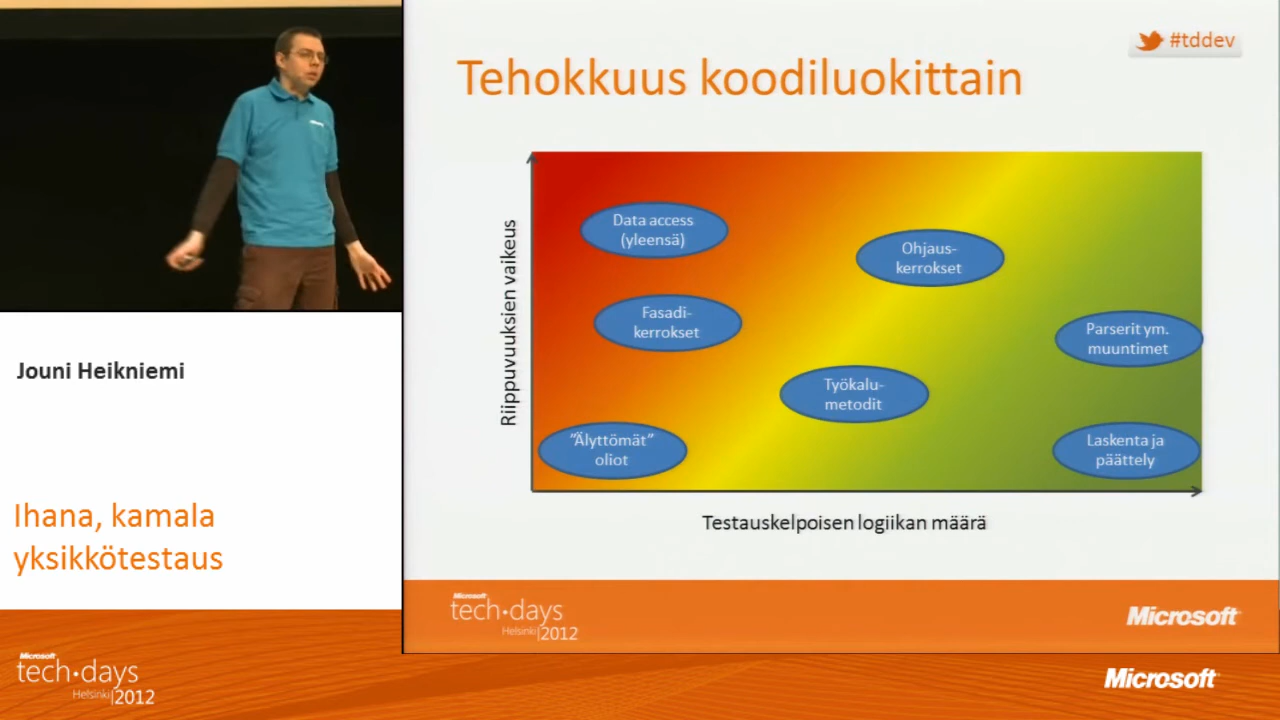 #tddev
Tehokkuus koodiluokittain
Riippuvuuksien vaikeus
Data access
(yleensä)
Ohjaus-
kerrokset
Fasadi-
kerrokset
Parserit ym.
muuntimet
Työkalu-
metodit
"Älyttömät"
oliot
Laskenta ja
päättely
Testauskelpoisen logiikan määrä
Jouni Heikniemi
Ihana, kamala
yksikkötestaus
Microsoft
tech·days
Helsinki|2012
Microsoft
Microsoft
tech·days
Helsinki|2012
Microsoft